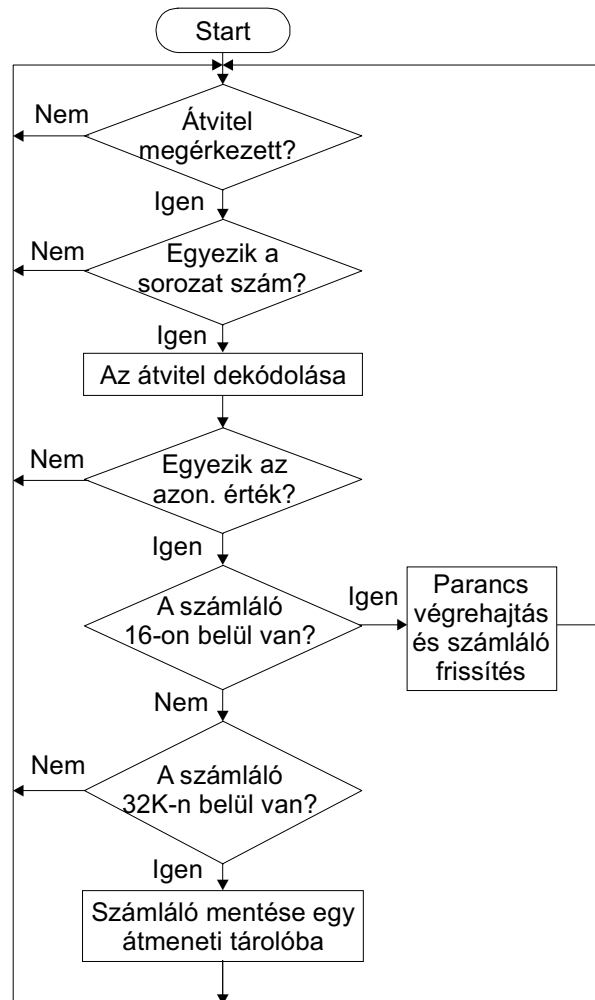 Start
Nem
Átvitel
megérkezett?
Igen
Nem
Egyezik a
sorozat szám?
Igen
Az átvitel dekódolása
Nem
Egyezik az
azon. érték?
Igen
A számláló
16-on belül van?
Igen
Parancs
végrehajtás
és számláló
frissítés
Nem
Nem
A számláló
32K-n belül van?
Igen
Számláló mentése egy
átmeneti tárolóba